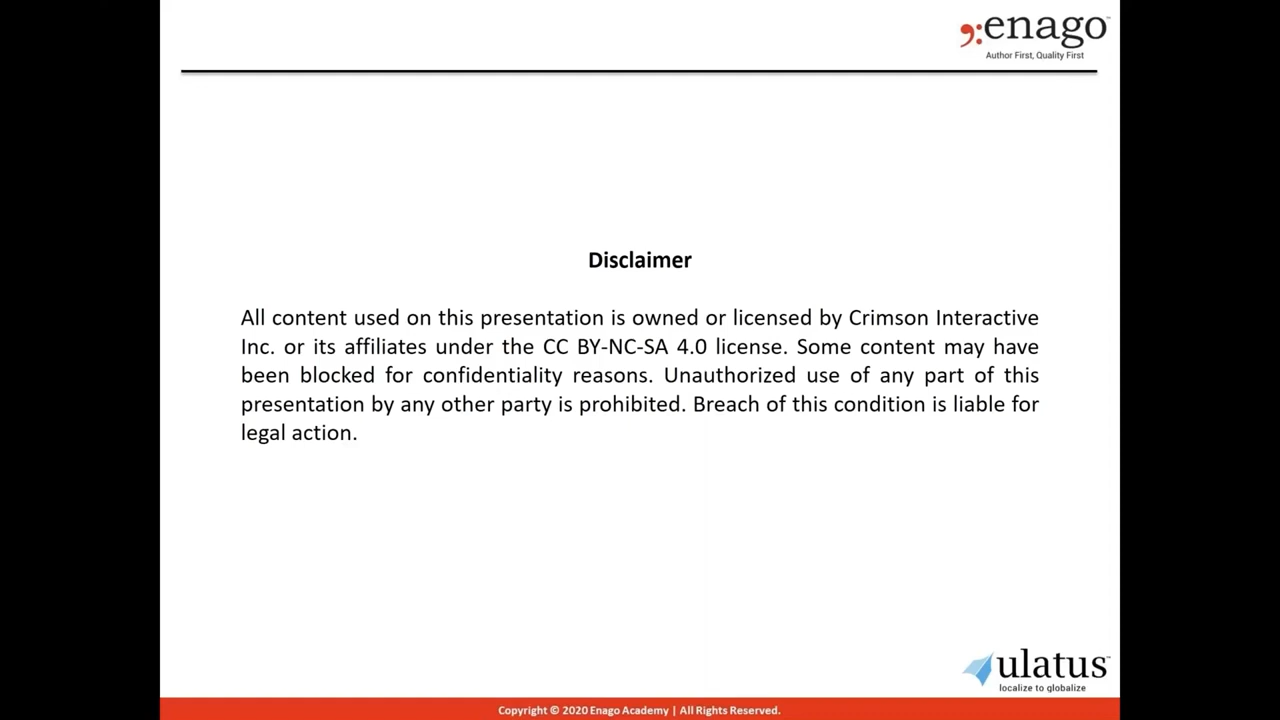 enago™
Author First, Quality First
Disclaimer
All content used on this presentation is owned or licensed by Crimson Interactive
Inc. or its affiliates under the CC BY-NC-SA 4.0 license. Some content may have
been blocked for confidentiality reasons. Unauthorized use of any part of this
presentation by any other party is prohibited. Breach of this condition is liable for
legal action.
ulatus™
localize to globalize
Copyright © 2020 Enago Academy | All Rights Reserved.